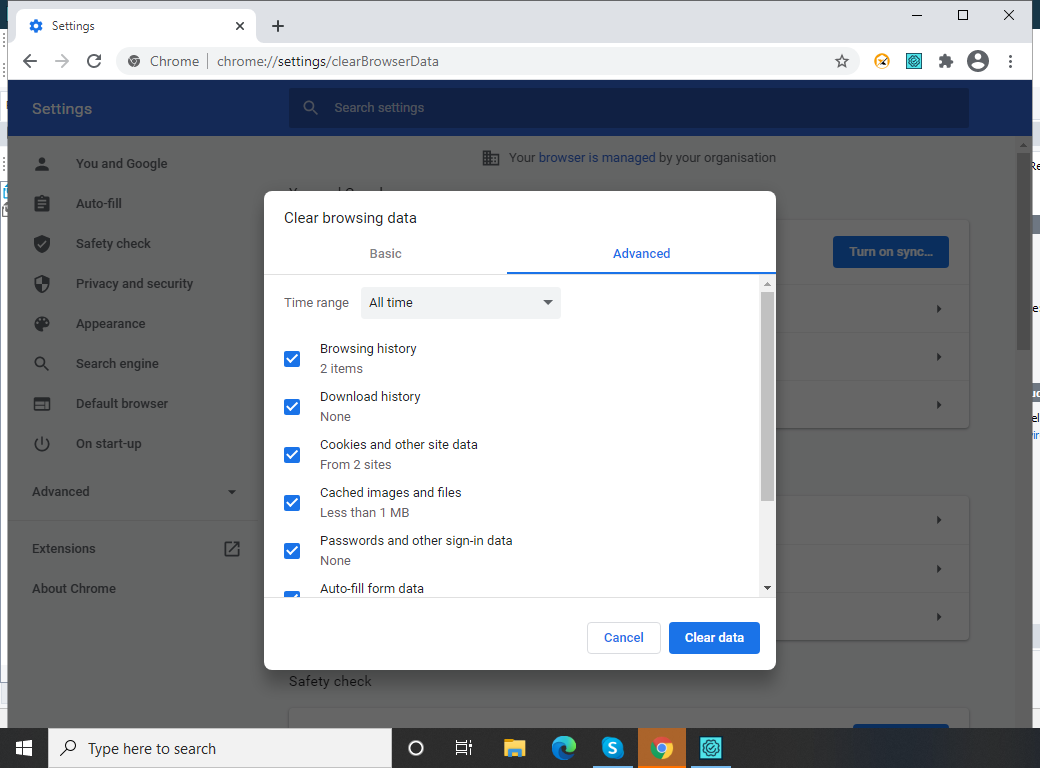 Settings
Chrome
chrome://settings/clearBrowserData
Settings
Search settings
Your browser is managed by your organisation
You and Google
Auto-fill
Safety check
Privacy and security
Appearance
Search engine
Default browser
On start-up
Advanced
Extensions
About Chrome
Turn on sync...
Clear browsing data
Basic
Advanced
Time range
All time
Browsing history
2 items
Download history
None
Cookies and other site data
From 2 sites
Cached images and files
Less than 1 MB
Passwords and other sign-in data
None
Auto-fill form data
Cancel
Clear data
Safety check
Type here to search